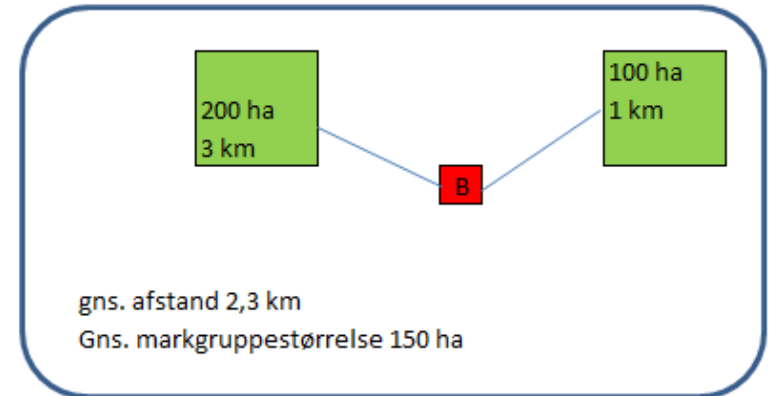 200 ha
3 km
100 ha
1 km
B
gns. afstand 2,3 km
Gns. markgruppestørrelse 150 ha